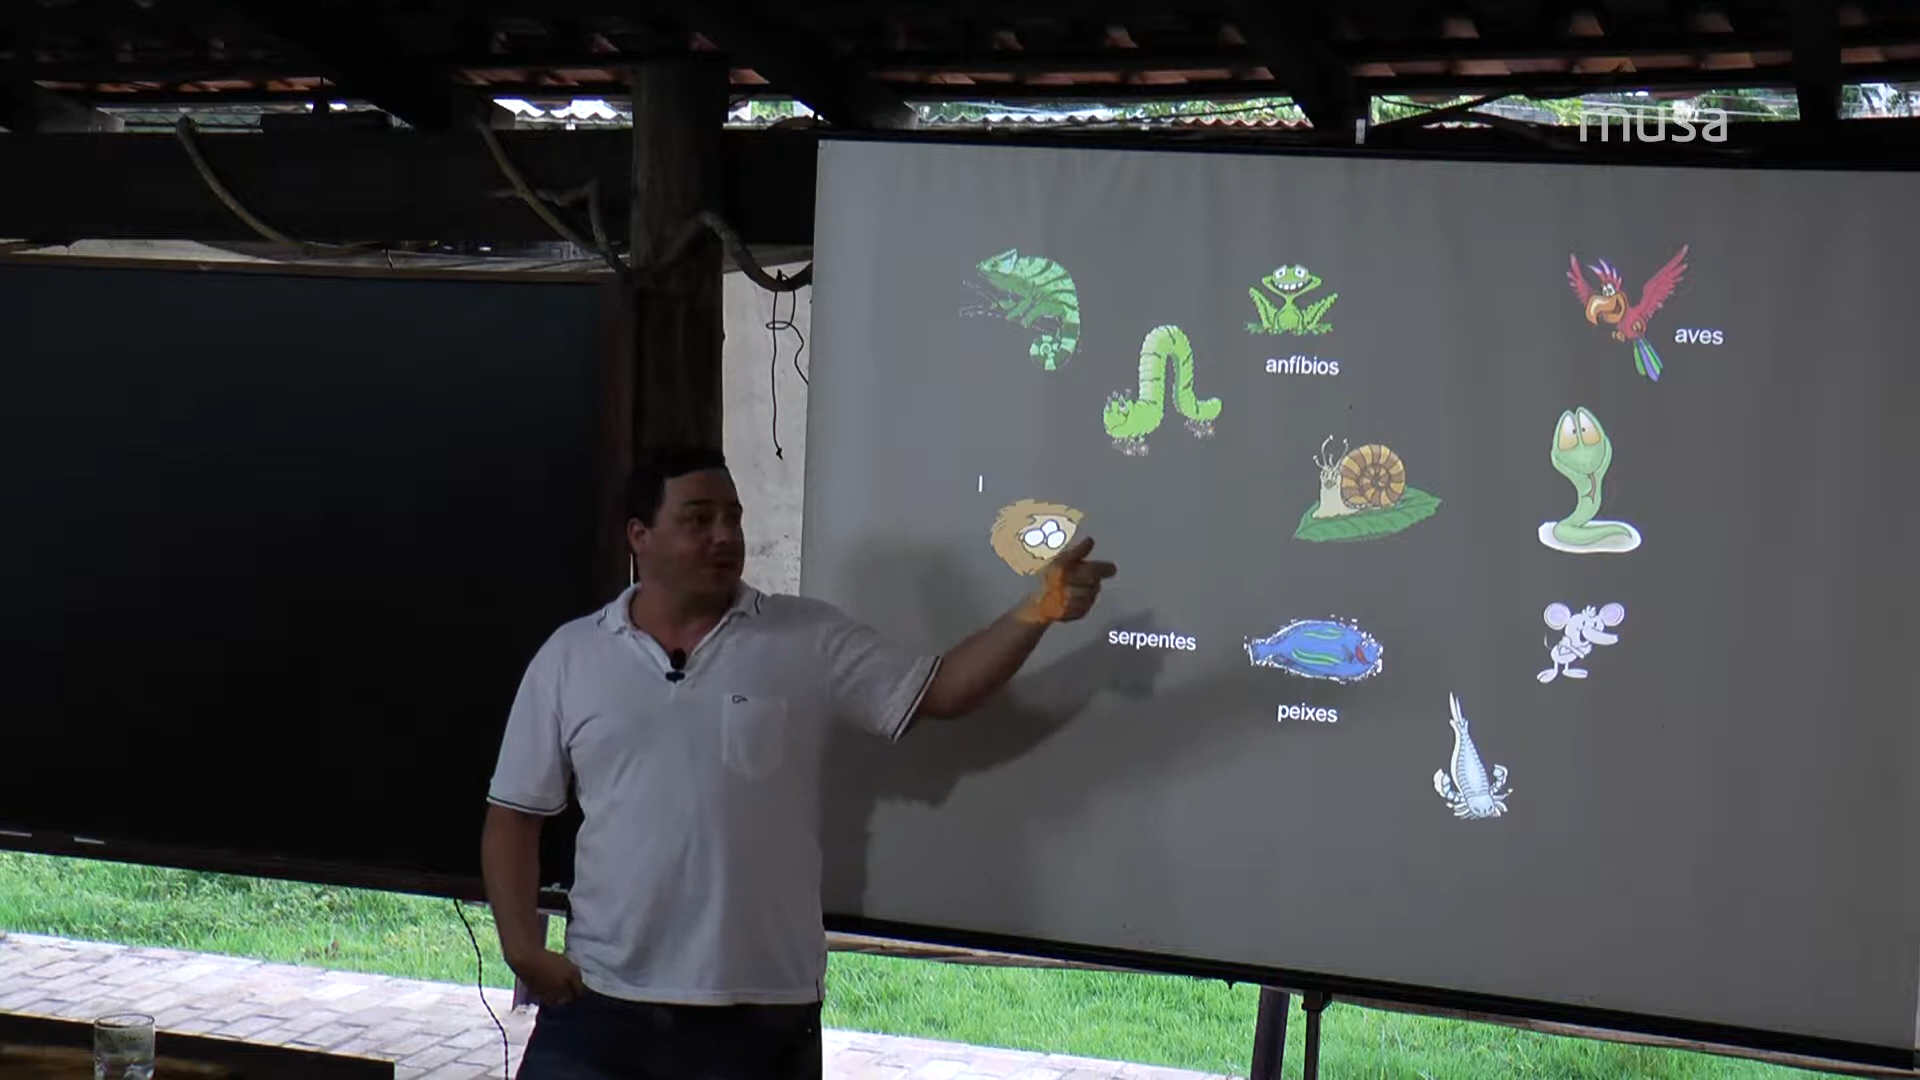 musa
anfíbios
aves
l
serpentes
peixes